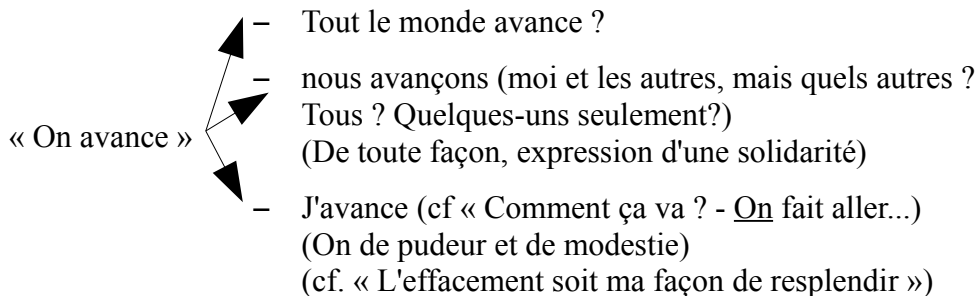 – Tout le monde avance ?
– nous avançons (moi et les autres, mais quels autres ?
Tous ? Quelques-uns seulement?)
« On avance »
(De toute façon, expression d'une solidarité)
– J'avance (cf « Comment ça va ? - On fait aller...)
(On de pudeur et de modestie)
(cf. « L'effacement soit ma façon de resplendir »)